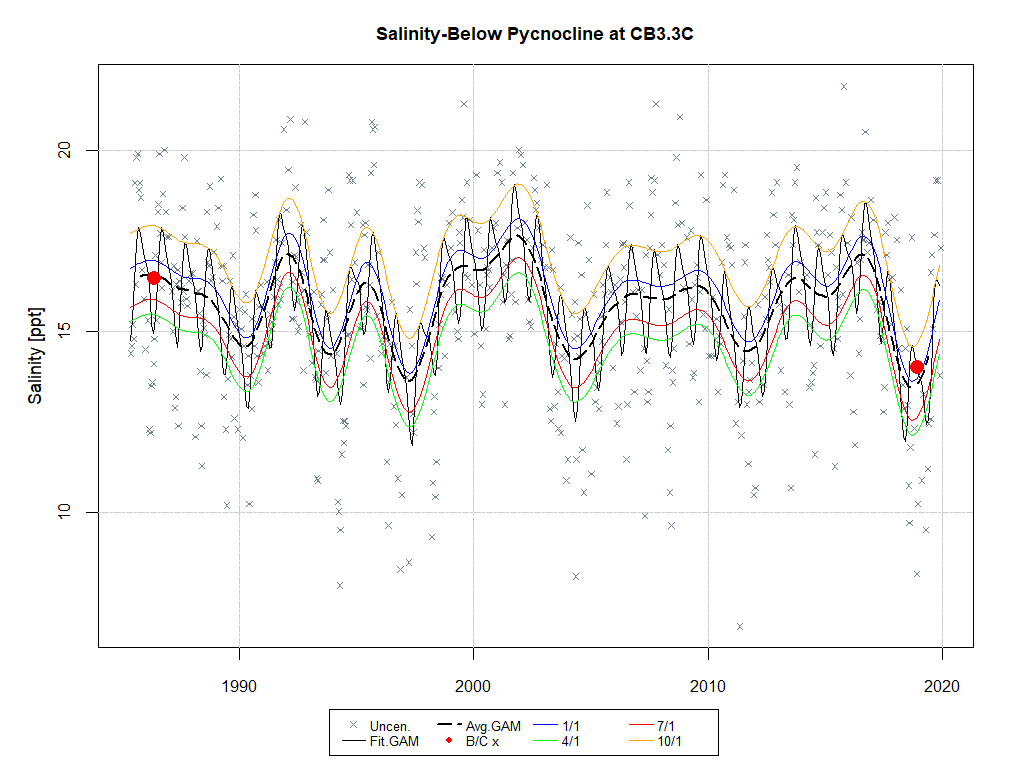 Salinity-Below Pycnocline at CB3.3C
Salinity [ppt]
20
15
10
1990 2000 2010 2020
Uncen. Avg.GAM 1/1 7/1
Fit.GAM B/C x 4/1 10/1